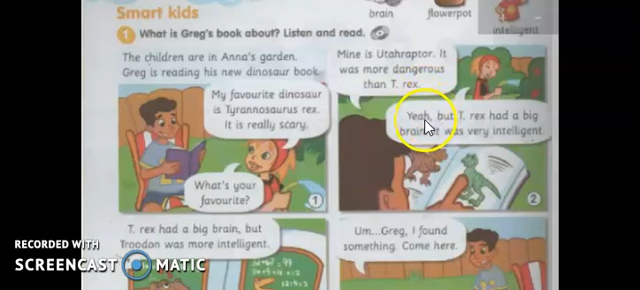 Smart kids
brain
flowerpot
intelligent
1 What is Greg's book about? Listen and read.
The children are in Anna's garden.
Greg is reading his new dinosaur book.
My favourite dinosaur
is Tyrannosaurus rex.
It is really scary.
What's your
favourite?
1
Mine is Utahraptor. It
was more dangerous
than T. rex.
Yeah, but T. rex had a big
brain. It was very intelligent.
2
T. rex had a big brain, but
Troodon was more intelligent.
Um...Greg, I found
something. Come here.
RECORDED WITH
SCREENCAST MATIC